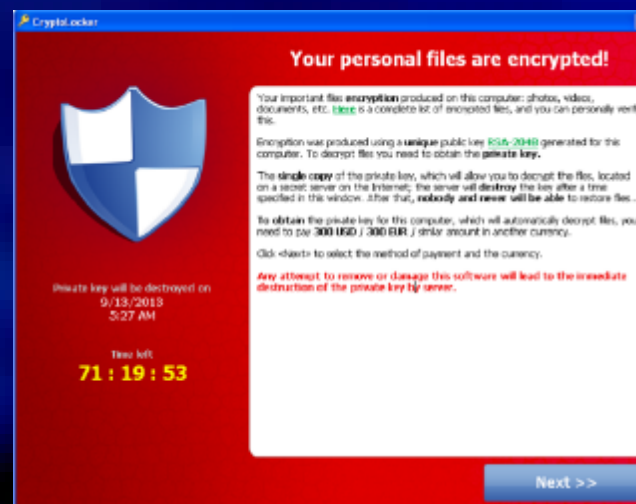 CryptoLocker
Your personal files are encrypted!
Your important files encryption produced on this computer: photos, videos,
documents, etc. Here is a complete list of encrypted files, and you can personally verify
this.
Encryption was produced using a unique public key RSA-2048 generated for this
computer. To decrypt files you need to obtain the private key.
The single copy of the private key, which will allow you to decrypt the files, located
on a secret server on the Internet; the server will destroy the key after a time
specified in this window. After that, nobody and never will be able to restore files...
To obtain the private key for this computer, which will automatically decrypt files, you
need to pay 300 USD / 300 EUR / similar amount in another currency.
Click «Next» to select the method of payment and the currency.
Any attempt to remove or damage this software will lead to the immediate
destruction of the private key by server.
Private key will be destroyed on
9/13/2013
5:27 AM
Time left
71 : 19 : 53
Next >>